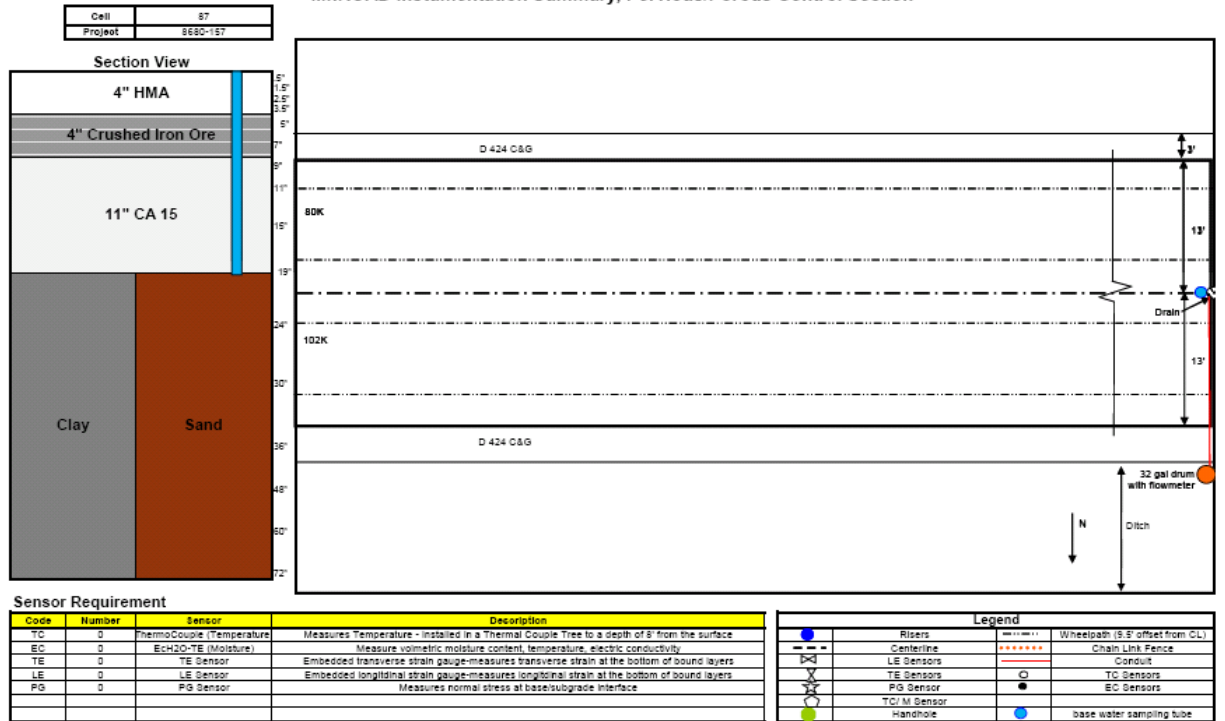 Cell 87
Project 8680-157
Section View
4" HMA
4" Crushed Iron Ore
11" CA 15
Clay Sand
.5"
1.5"
2.5"
3.5"
5"
7"
9"
11"
15"
19"
24"
30"
36"
48"
60"
72"
D 424 C&G
3'
80K
13'
Drain
102K
13'
D 424 C&G
32 gal drum
with flowmeter
N
Ditch
Sensor Requirement
Code Number Sensor Description
TC 0 ThermoCouple (Temperature Measures Temperature - Installed in a Thermal Couple Tree to a depth of 8' from the surface
EC 0 EcH2O-TE (Moisture) Measure volmetric moisture content, temperature, electric conductivity
TE 0 TE Sensor Embedded transverse strain gauge-measures transverse strain at the bottom of bound layers
LE 0 LE Sensor Embedded longitdinal strain gauge-measures longitdinal strain at the bottom of bound layers
PG 0 PG Sensor Measures normal stress at base/subgrade interface
Legend
Risers Wheelpath (9.5' offset from CL)
Centerline Chain Link Fence
LE Sensors Conduit
TE Sensors TC Sensors
PG Sensor EC Sensors
TC/ M Sensor
Handhole base water sampling tube